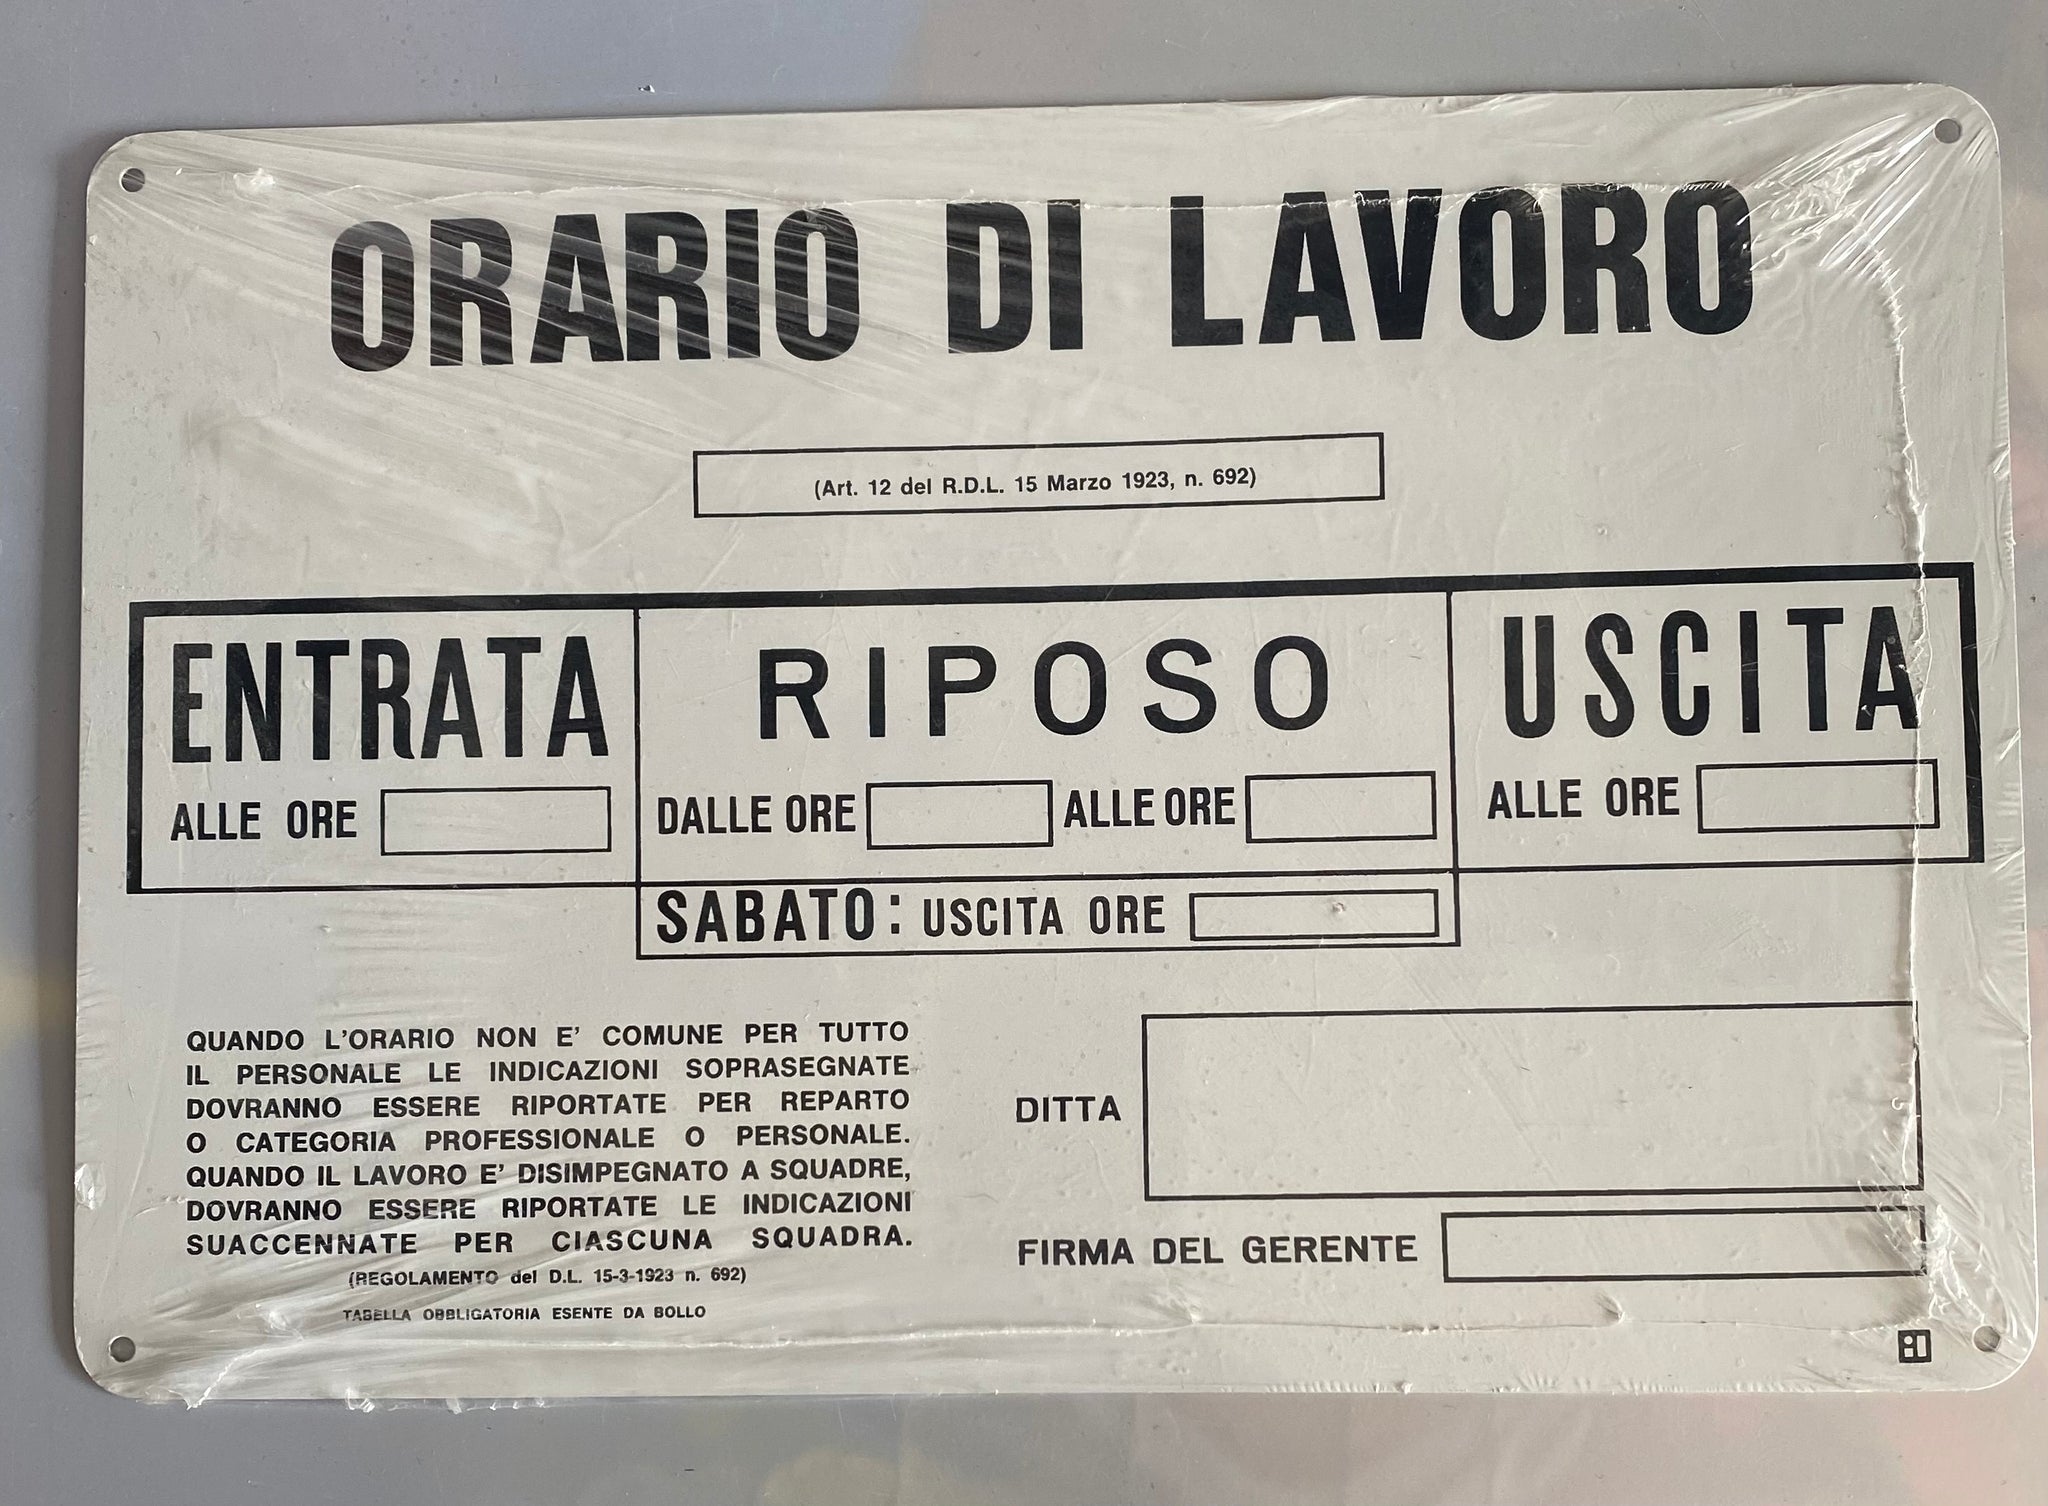 ORARIO DI LAVORO
(Art. 12 del R.D.L. 15 Marzo 1923, n. 692)
ENTRATA
ALLE ORE
RIPOSO
DALLE ORE ALLE ORE
USCITA
ALLE ORE
SABATO: USCITA ORE
QUANDO L'ORARIO NON E' COMUNE PER TUTTO
IL PERSONALE LE INDICAZIONI SOPRASEGNATE
DOVRANNO ESSERE RIPORTATE PER REPARTO
O CATEGORIA PROFESSIONALE O PERSONALE.
QUANDO IL LAVORO E' DISIMPEGNATO A SQUADRE,
DOVRANNO ESSERE RIPORTATE LE INDICAZIONI
SUACCENNATE PER CIASCUNA SQUADRA.
(REGOLAMENTO del D.L. 15-3-1923 n. 692)
TABELLA OBBLIGATORIA ESENTE DA BOLLO
DITTA
FIRMA DEL GERENTE